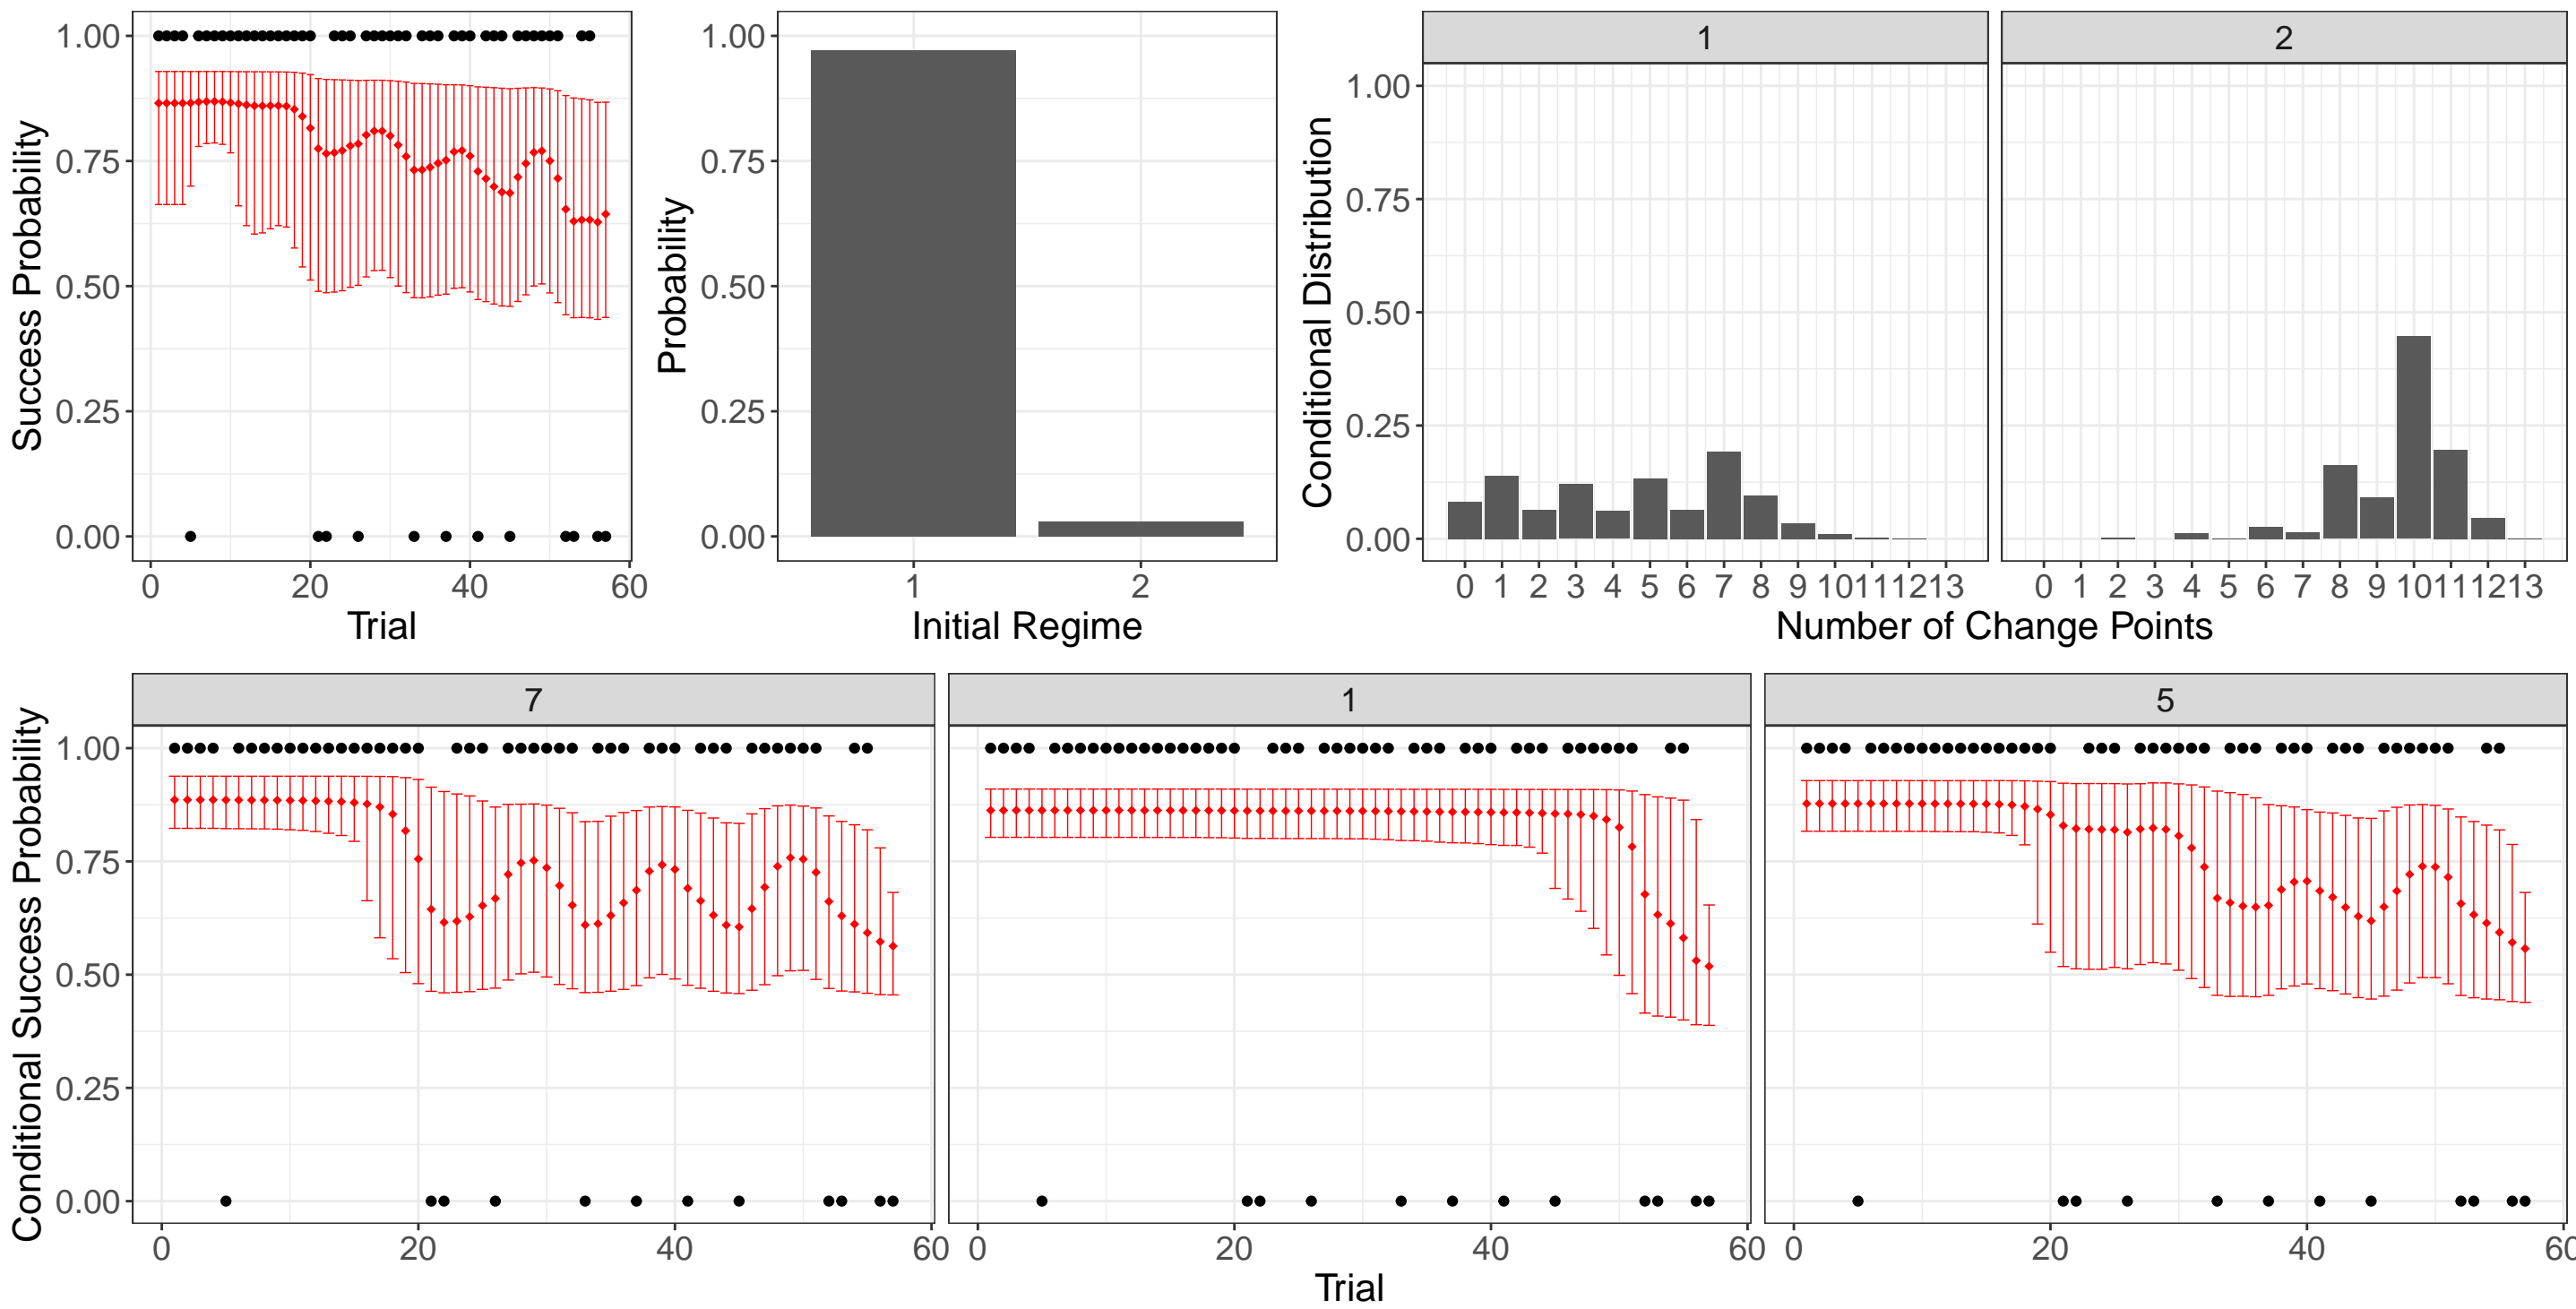 Success Probability
1.00
0.75
0.50
0.25
0.00
0 20 40 60
Trial
Probability
1.00
0.75
0.50
0.25
0.00
1 2
Initial Regime
Conditional Distribution
1 2
1.00
0.75
0.50
0.25
0.00
0 1 2 3 4 5 6 7 8 9 10 11 12 13
0 1 2 3 4 5 6 7 8 9 10 11 12 13
Number of Change Points
Conditional Success Probability
7 1 5
1.00
0.75
0.50
0.25
0.00
0 20 40 60
0 20 40 60
0 20 40 60
Trial